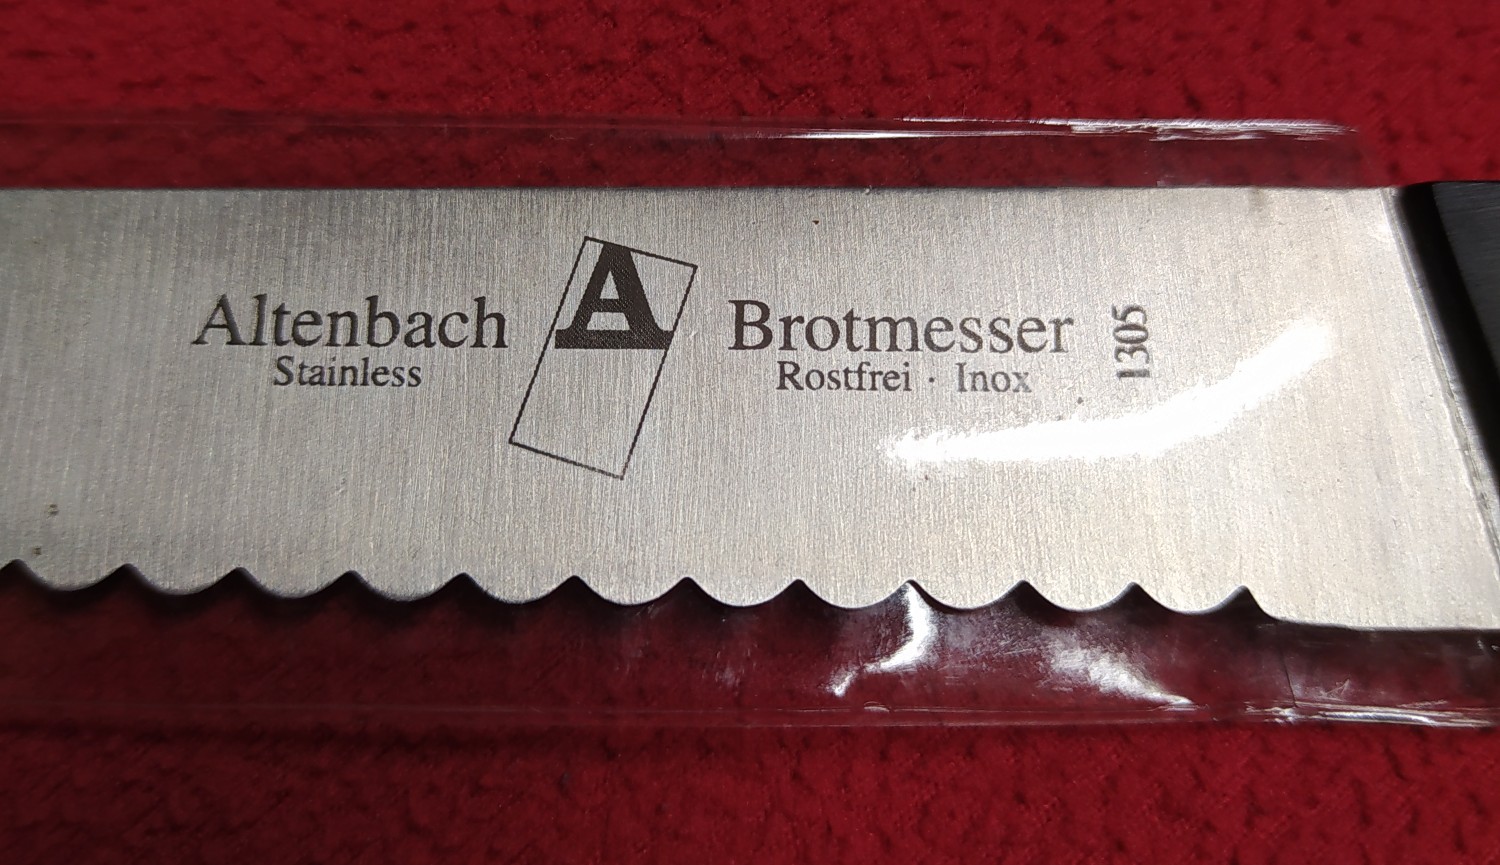 Altenbach
Stainless
A
Brotmesser
Rostfrei · Inox
1305